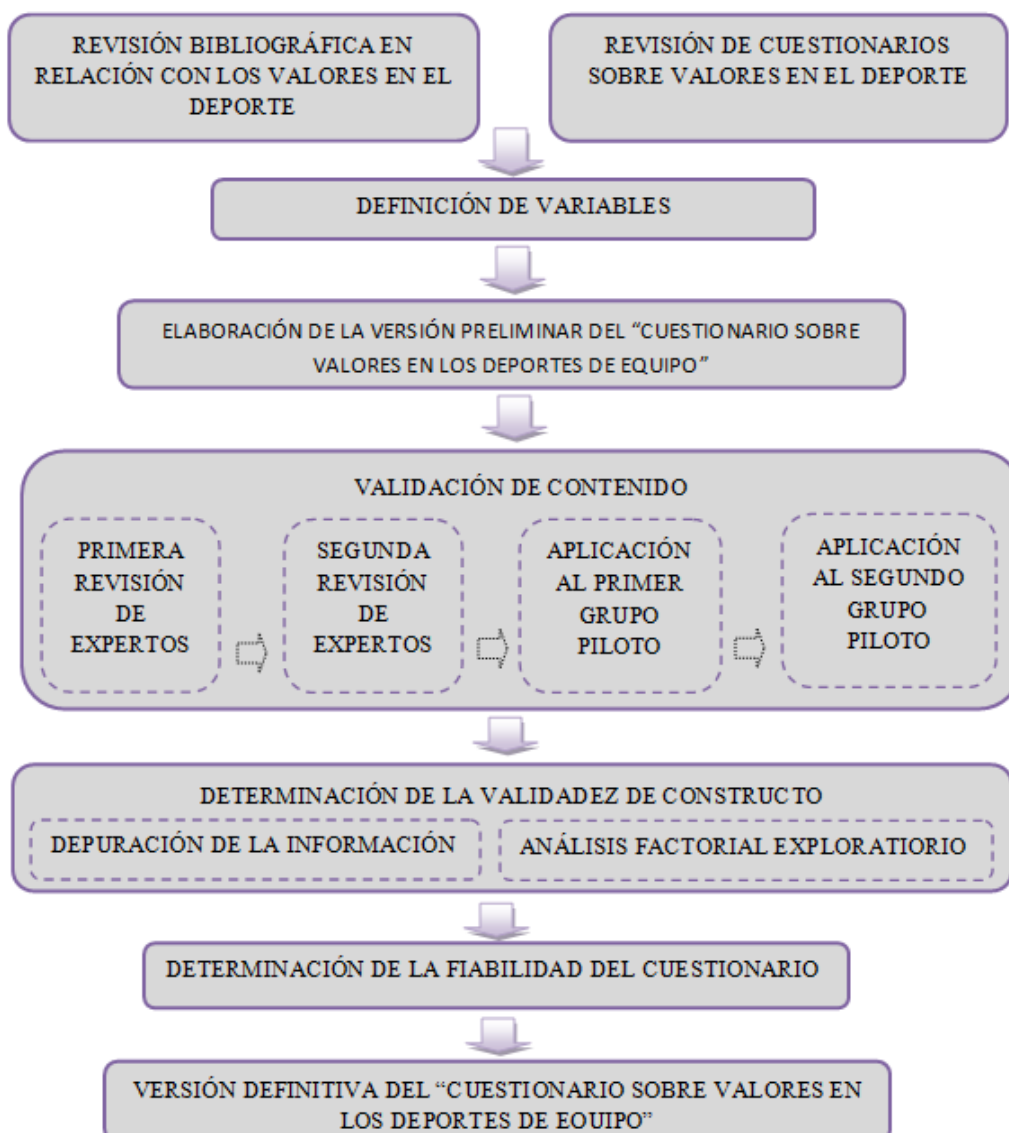 REVISIÓN BIBLIOGRÁFICA EN
RELACIÓN CON LOS VALORES EN EL
DEPORTE
REVISIÓN DE CUESTIONARIOS
SOBRE VALORES EN EL DEPORTE
DEFINICIÓN DE VARIABLES
ELABORACIÓN DE LA VERSIÓN PRELIMINAR DEL “CUESTIONARIO SOBRE
VALORES EN LOS DEPORTES DE EQUIPO”
VALIDACIÓN DE CONTENIDO
PRIMERA
REVISIÓN
DE
EXPERTOS
SEGUNDA
REVISIÓN
DE
EXPERTOS
APLICACIÓN
AL PRIMER
GRUPO
PILOTO
APLICACIÓN
AL SEGUNDO
GRUPO
PILOTO
DETERMINACIÓN DE LA VALIDADEZ DE CONSTRUCTO
DEPURACIÓN DE LA INFORMACIÓN
ANÁLISIS FACTORIAL EXPLORATIORIO
DETERMINACIÓN DE LA FIABILIDAD DEL CUESTIONARIO
VERSIÓN DEFINITIVA DEL “CUESTIONARIO SOBRE VALORES EN
LOS DEPORTES DE EQUIPO”